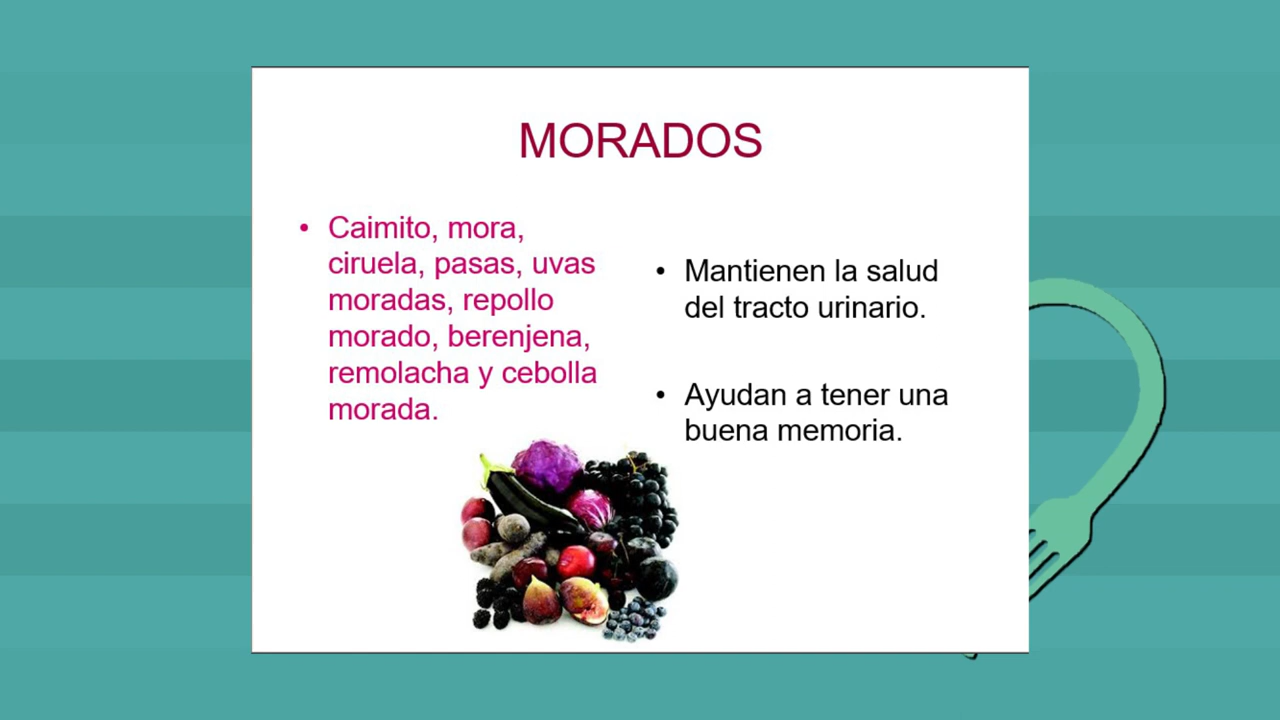 MORADOS
• Caimito, mora,
ciruela, pasas, uvas
moradas, repollo
morado, berenjena,
remolacha y cebolla
morada.
• Mantienen la salud
del tracto urinario.
• Ayudan a tener una
buena memoria.